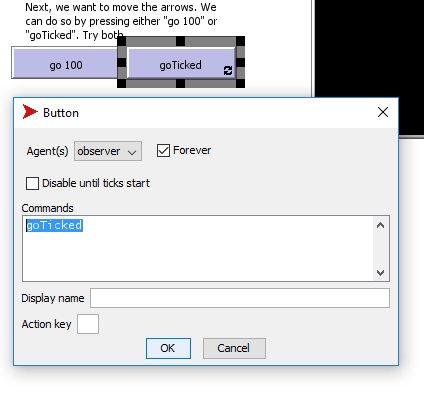 Next, we want to move the arrows. We
can do so by pressing either "go 100" or
"goTicked". Try both
go 100
goTicked
Button
Agent(s)
observer
Forever
Disable until ticks start
Commands
goTicked
Display name
Action key
OK
Cancel